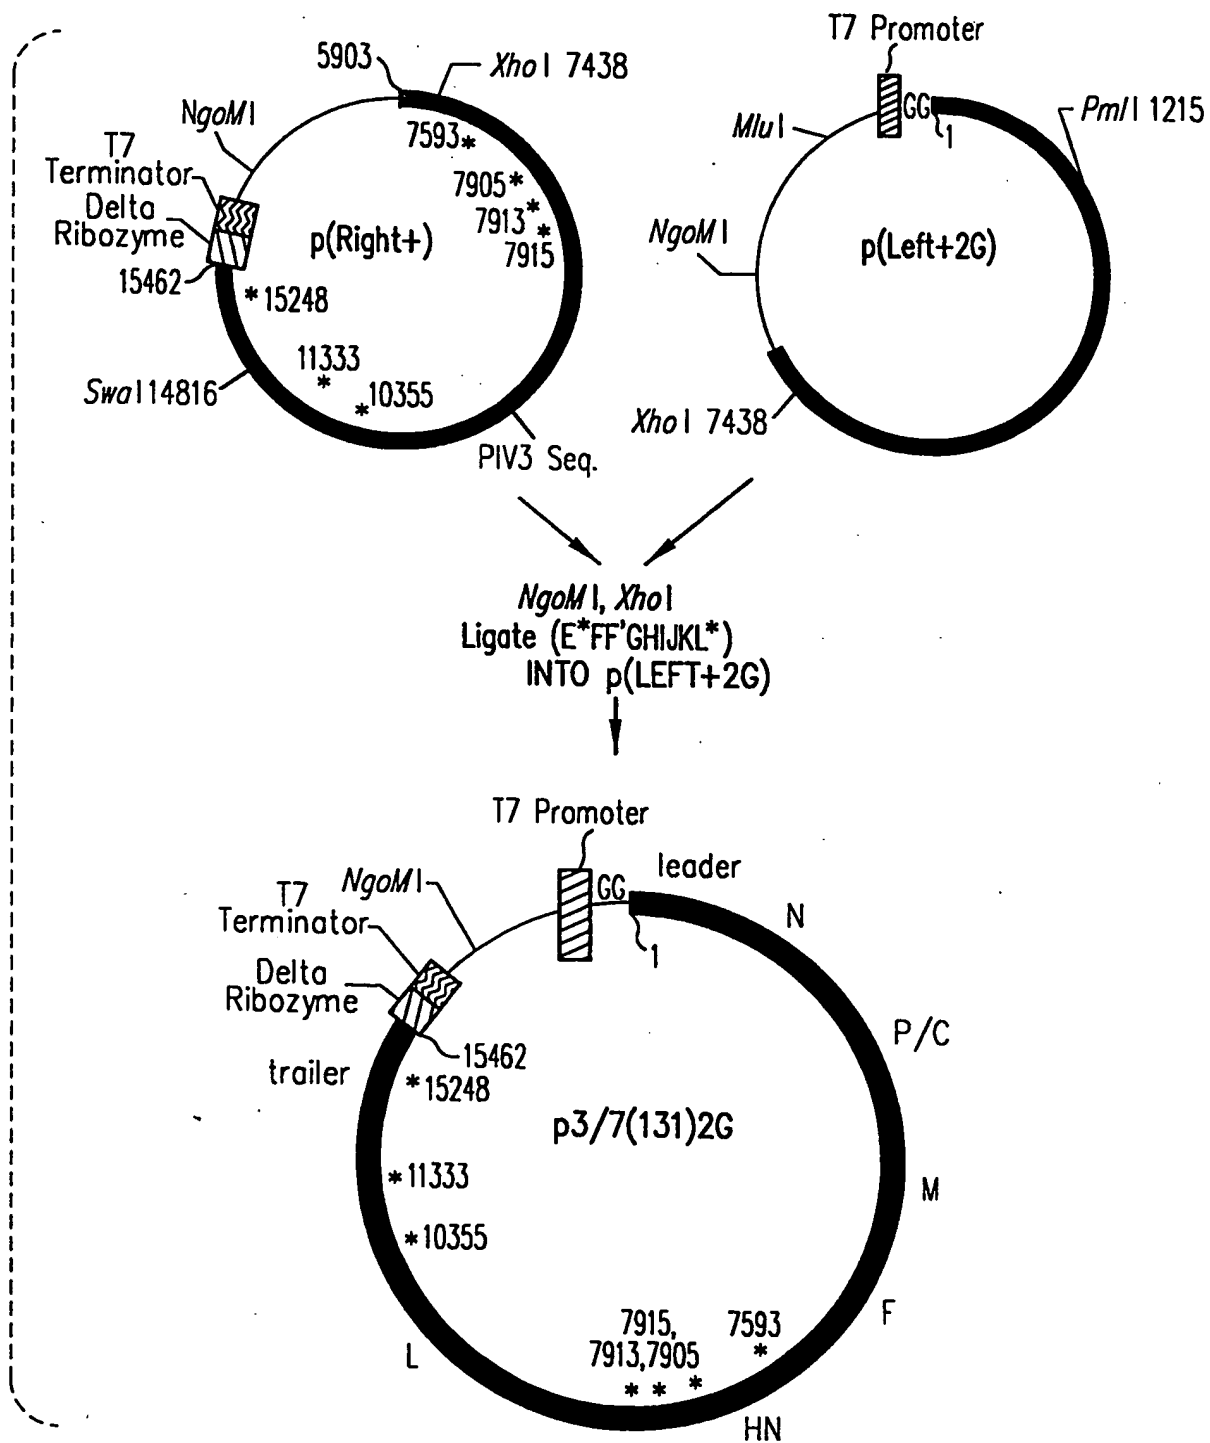 5903
XhoI 7438
NgoMI
7593*
T7
Terminator
Delta
Ribozyme
7905*
7913*
*
7915
p(Right+)
15462
*15248
11333
*
*10355
SwaI14816
PIV3 Seq.
T7 Promoter
GG
1
MluI
PmlI 1215
NgoMI
p(Left+2G)
XhoI 7438
NgoMI, XhoI
Ligate (E*FF'GHIJKL*)
INTO p(LEFT+2G)
T7 Promoter
GG
leader
1
NgoMI
T7
Terminator
Delta
Ribozyme
N
P/C
15462
trailer
*15248
p3/7(131)2G
*11333
M
*10355
F
7915,
7913,7905
* * *
7593
*
L
HN